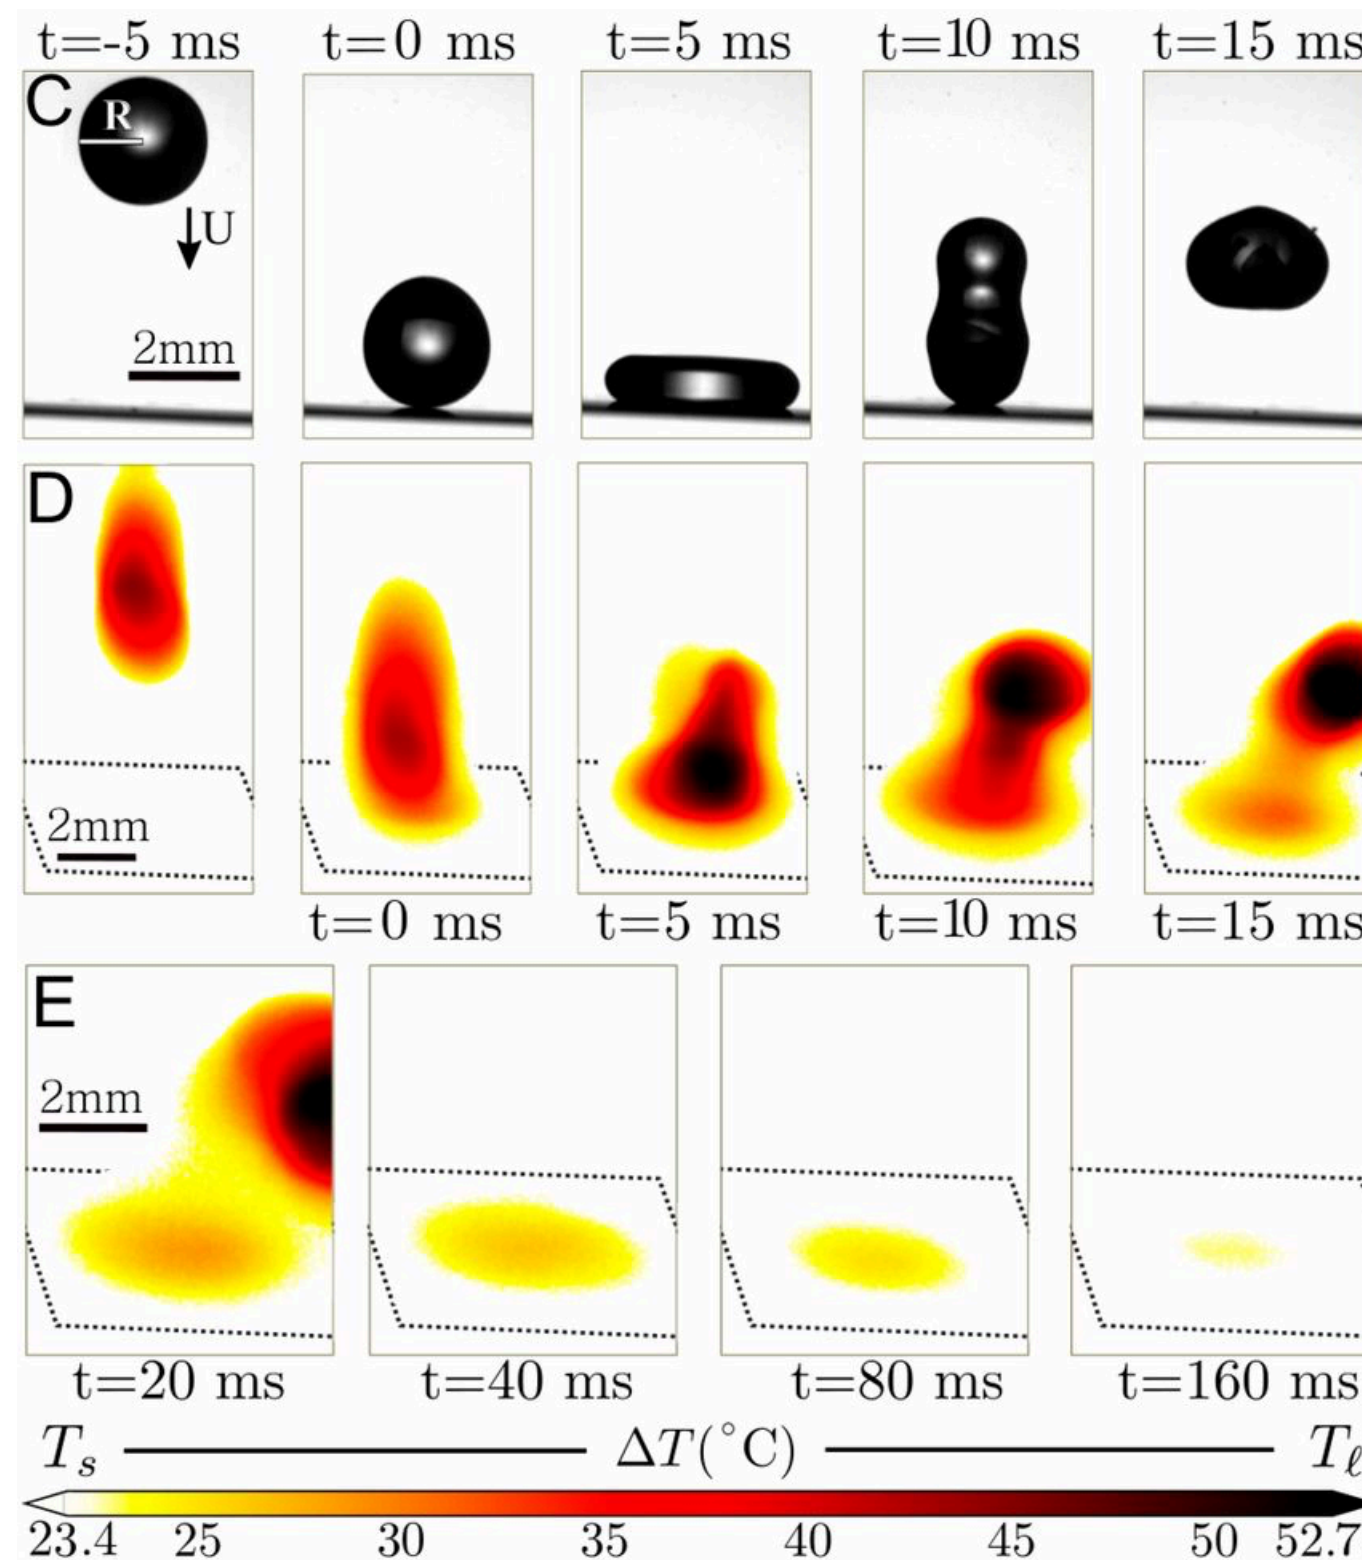 t=-5 ms t=0 ms t=5 ms t=10 ms t=15 ms
C
R
U
2mm
D
2mm
t=0 ms t=5 ms t=10 ms t=15 ms
E
2mm
t=20 ms t=40 ms t=80 ms t=160 ms
Ts ΔT(°C) Tℓ
23.4 25 30 35 40 45 50 52.7